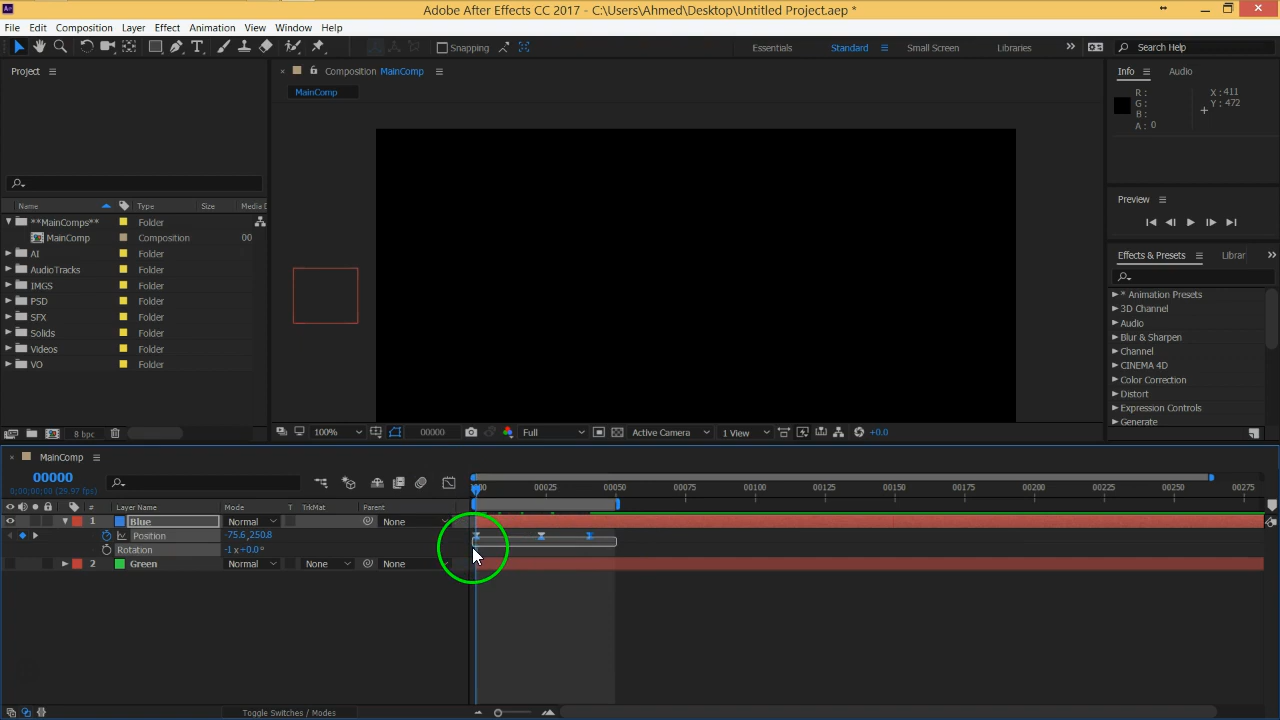 Adobe After Effects CC 2017 - C:\Users\Ahmed\Desktop\Untitled Project.aep *
File Edit Composition Layer Effect Animation View Window Help
Snapping Essentials Standard Small Screen Libraries Search Help
Project Composition MainComp Info Audio
MainComp
R: X: 411
G: Y: 472
B:
A: 0
Name Type Size Media D
**MainComps** Folder
MainComp Composition 00
AI Folder
AudioTracks Folder
IMGS Folder
PSD Folder
SFX Folder
Solids Folder
Videos Folder
VO Folder
Preview
Effects & Presets Librar
* Animation Presets
3D Channel
Audio
Blur & Sharpen
Channel
CINEMA 4D
Color Correction
Distort
Expression Controls
Generate
8 bpc 100% 00000 Full Active Camera 1 View +0.0
MainComp
00000
0;00;00;00 (29.97 fps)
:00 00025 00050 00075 00100 00125 00150 00175 00200 00225 00250 00275
# Layer Name Mode T TrkMat Parent
1 Blue Normal None
Position -75.6,250.8
Rotation -1 x+0.0°
2 Green Normal None None
Toggle Switches / Modes